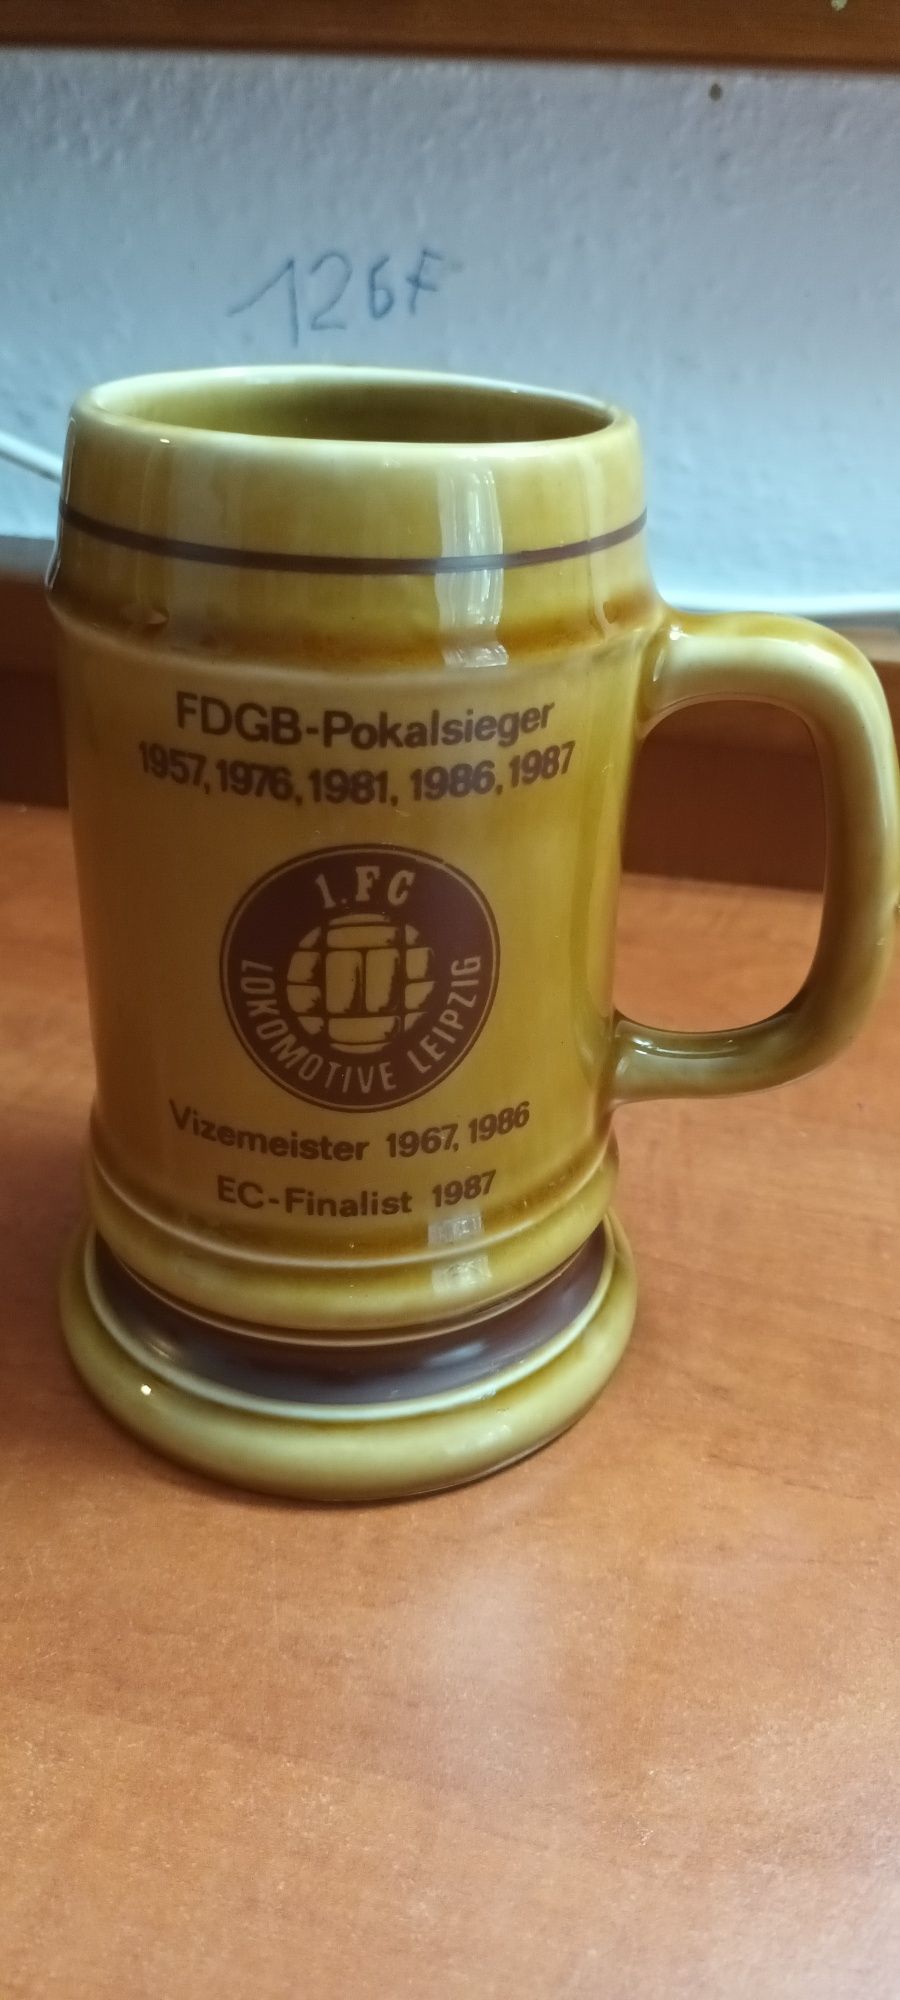 126F
FDGB-Pokalsieger
1957, 1976, 1981, 1986, 1987
1. FC
LOKOMOTIVE LEIPZIG
Vizemeister 1967, 1986
EC-Finalist 1987